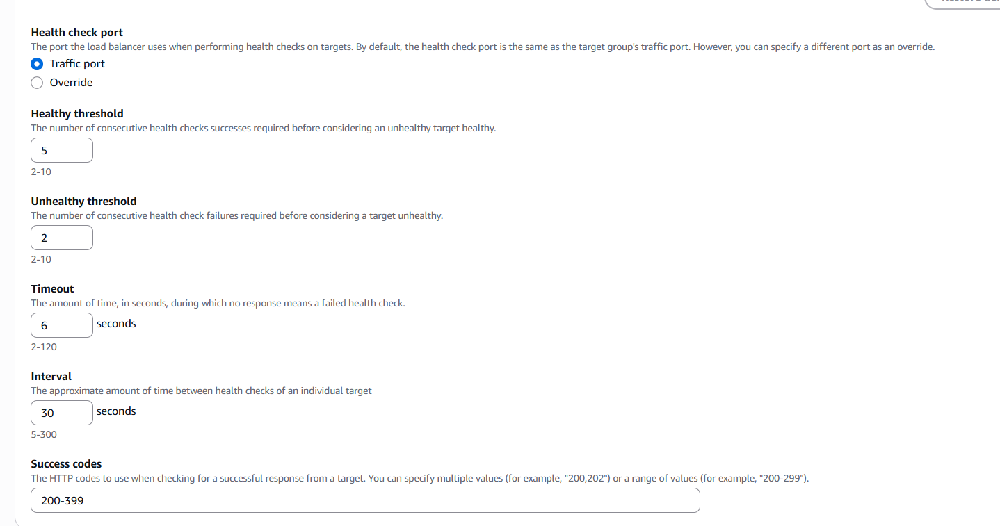 Health check port
The port the load balancer uses when performing health checks on targets. By default, the health check port is the same as the target group's traffic port. However, you can specify a different port as an override.
Traffic port
Override
Healthy threshold
The number of consecutive health checks successes required before considering an unhealthy target healthy.
5
2-10
Unhealthy threshold
The number of consecutive health check failures required before considering a target unhealthy.
2
2-10
Timeout
The amount of time, in seconds, during which no response means a failed health check.
6 seconds
2-120
Interval
The approximate amount of time between health checks of an individual target
30 seconds
5-300
Success codes
The HTTP codes to use when checking for a successful response from a target. You can specify multiple values (for example, "200,202") or a range of values (for example, "200-299").
200-399